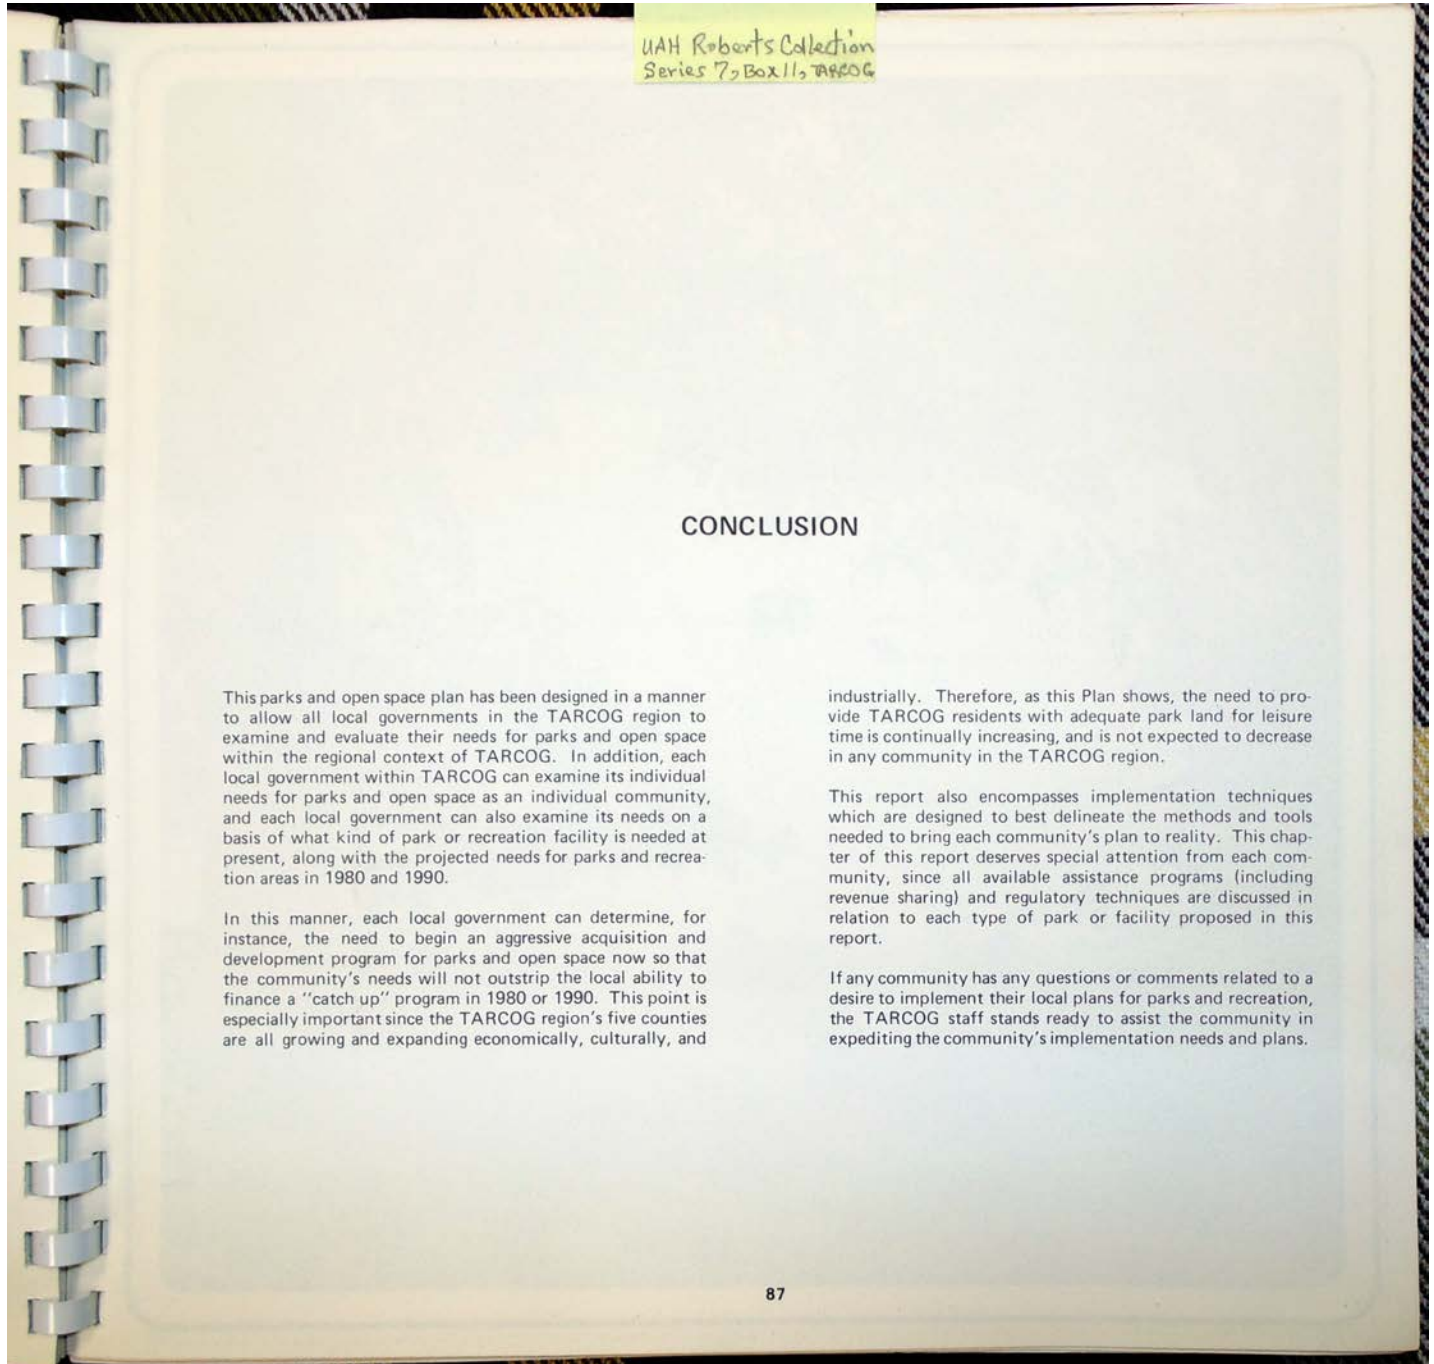 UAH Roberts Collection
Series 7, Box 11, TARCOG
CONCLUSION
This parks and open space plan has been designed in a manner
to allow all local governments in the TARCOG region to
examine and evaluate their needs for parks and open space
within the regional context of TARCOG. In addition, each
local government within TARCOG can examine its individual
needs for parks and open space as an individual community,
and each local government can also examine its needs on a
basis of what kind of park or recreation facility is needed at
present, along with the projected needs for parks and recrea-
tion areas in 1980 and 1990.
In this manner, each local government can determine, for
instance, the need to begin an aggressive acquisition and
development program for parks and open space now so that
the community's needs will not outstrip the local ability to
finance a "catch up" program in 1980 or 1990. This point is
especially important since the TARCOG region's five counties
are all growing and expanding economically, culturally, and
industrially. Therefore, as this Plan shows, the need to pro-
vide TARCOG residents with adequate park land for leisure
time is continually increasing, and is not expected to decrease
in any community in the TARCOG region.
This report also encompasses implementation techniques
which are designed to best delineate the methods and tools
needed to bring each community's plan to reality. This chap-
ter of this report deserves special attention from each com-
munity, since all available assistance programs (including
revenue sharing) and regulatory techniques are discussed in
relation to each type of park or facility proposed in this
report.
If any community has any questions or comments related to a
desire to implement their local plans for parks and recreation,
the TARCOG staff stands ready to assist the community in
expediting the community's implementation needs and plans.
87